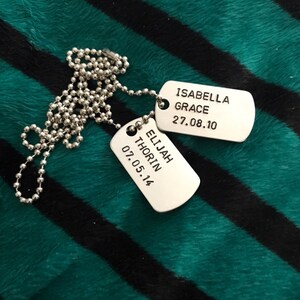 ISABELLA
GRACE
27.08.10
ELIJAH
THORIN
07.05.14